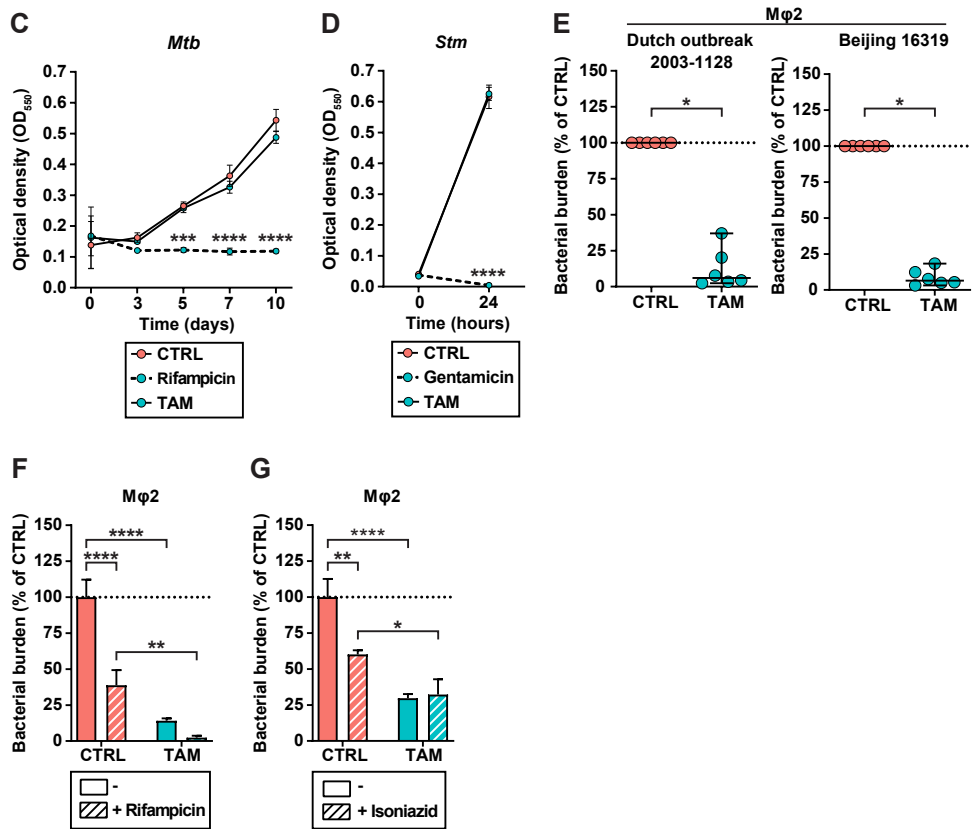 C
Mtb
Optical density (OD550)
0.7
0.6
0.5
0.4
0.3
0.2
0.1
0.0
*** **** ****
0 3 5 7 10
Time (days)
CTRL
Rifampicin
TAM
D
Stm
Optical density (OD550)
0.7
0.6
0.5
0.4
0.3
0.2
0.1
0.0
****
0 24
Time (hours)
CTRL
Gentamicin
TAM
E
Mφ2
Dutch outbreak
2003-1128
Bacterial burden (% of CTRL)
150
125
100
75
50
25
0
*
CTRL TAM
Beijing 16319
Bacterial burden (% of CTRL)
150
125
100
75
50
25
0
*
CTRL TAM
F
Mφ2
Bacterial burden (% of CTRL)
150
125
100
75
50
25
0
****
****
**
CTRL TAM
-
+ Rifampicin
G
Mφ2
Bacterial burden (% of CTRL)
150
125
100
75
50
25
0
****
**
*
CTRL TAM
-
+ Isoniazid